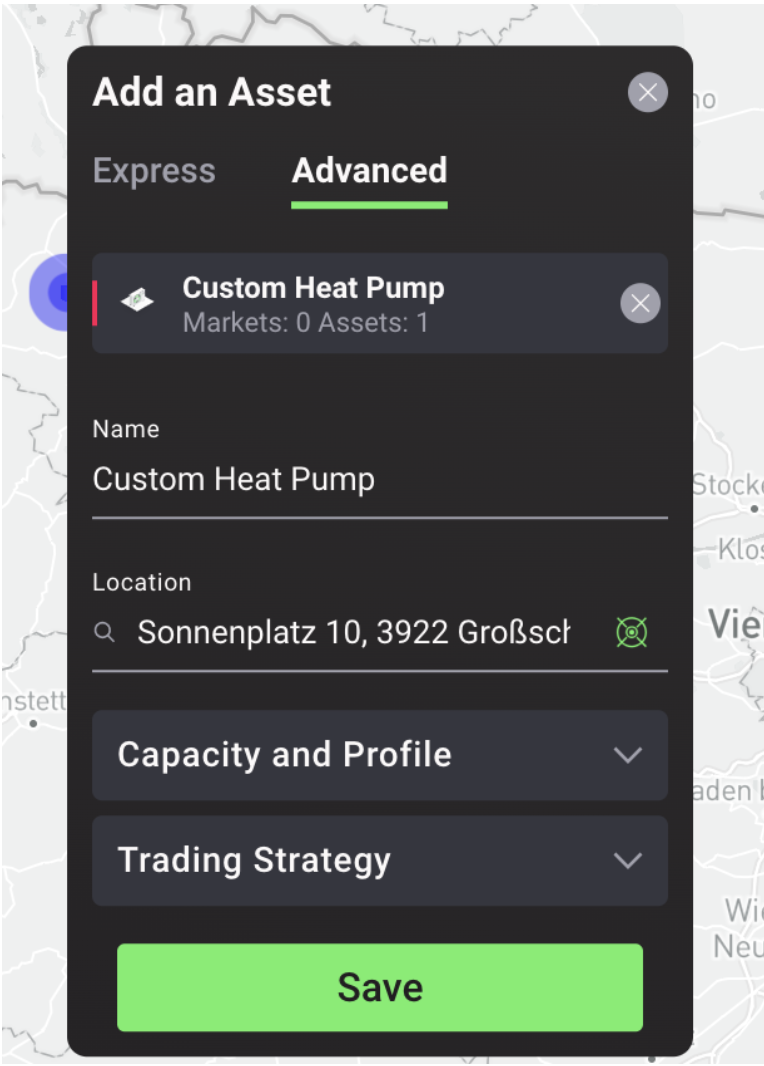 Add an Asset
Express
Advanced
Custom Heat Pump
Markets: 0 Assets: 1
Name
Custom Heat Pump
Location
Sonnenplatz 10, 3922 Großsch
Capacity and Profile
Trading Strategy
Save
no
Stocke
Klos
Vie
nstett
aden b
Wie
Neu